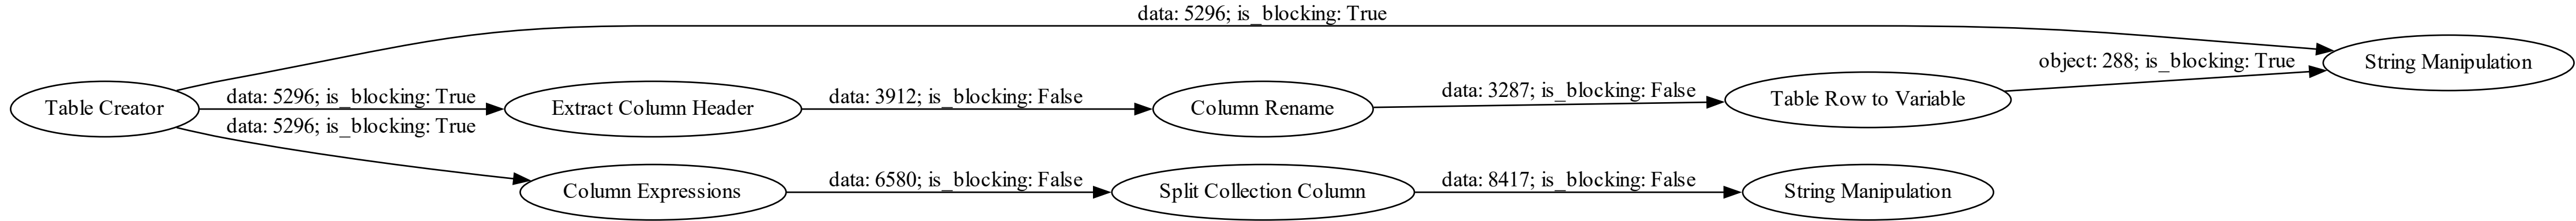 data: 5296; is_blocking: True
object: 288; is_blocking: True
String Manipulation
Table Creator
data: 5296; is_blocking: True
Extract Column Header
data: 3912; is_blocking: False
Column Rename
data: 3287; is_blocking: False
Table Row to Variable
data: 5296; is_blocking: True
Column Expressions
data: 6580; is_blocking: False
Split Collection Column
data: 8417; is_blocking: False
String Manipulation